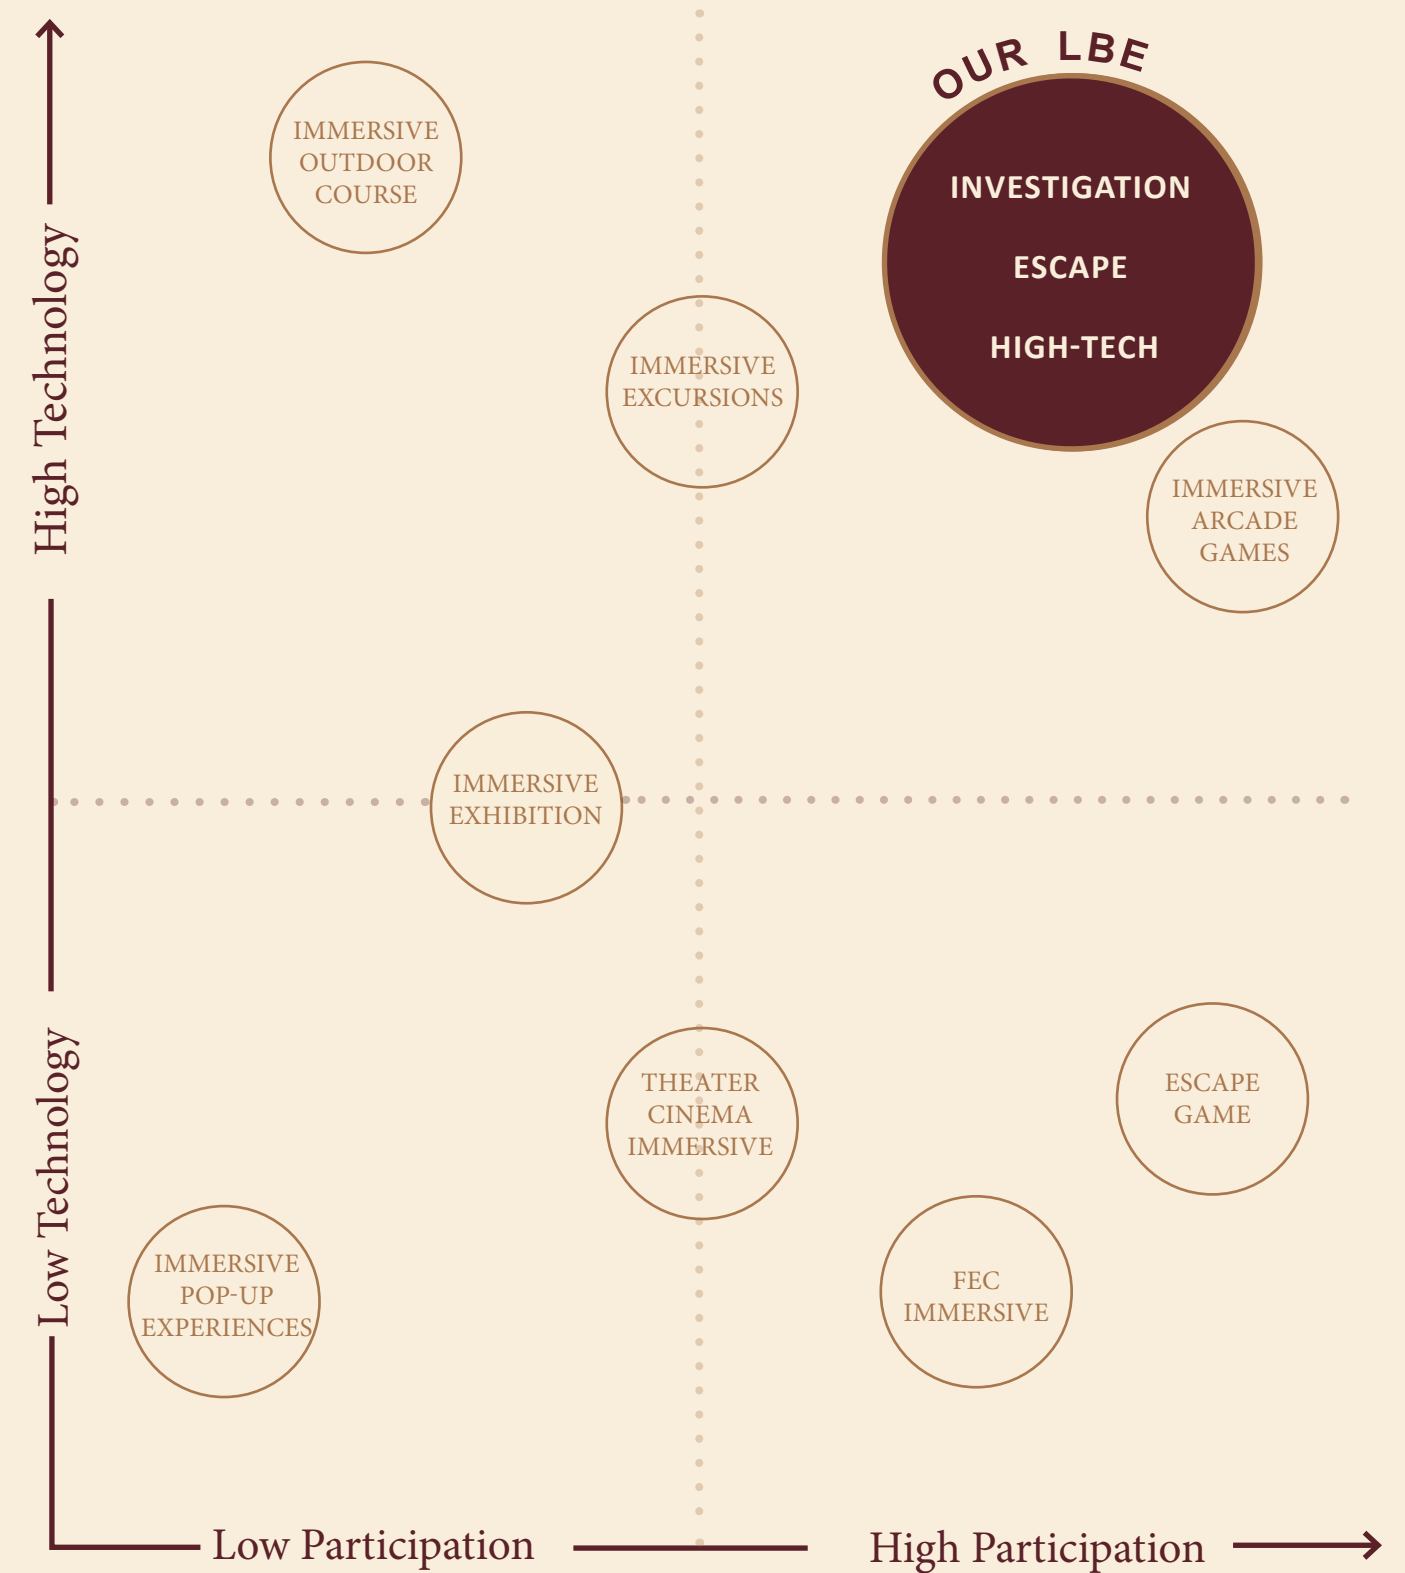 OUR LBE
IMMERSIVE
OUTDOOR
COURSE
INVESTIGATION
ESCAPE
HIGH-TECH
High Technology
IMMERSIVE
EXCURSIONS
IMMERSIVE
ARCADE
GAMES
IMMERSIVE
EXHIBITION
Low Technology
THEATER
CINEMA
IMMERSIVE
ESCAPE
GAME
IMMERSIVE
POP-UP
EXPERIENCES
FEC
IMMERSIVE
Low Participation
High Participation